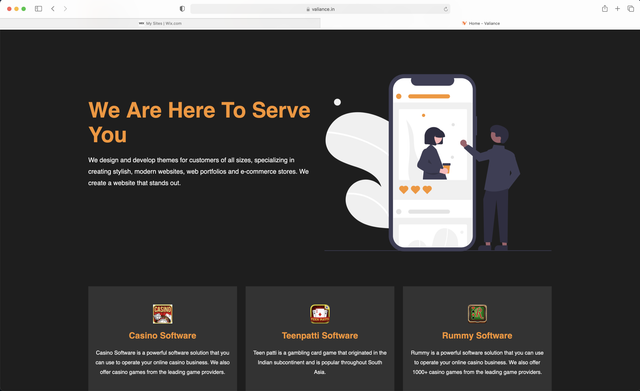 valiance.in
My Sites | Wix.com
Home - Valiance
We Are Here To Serve
You
We design and develop themes for customers of all sizes, specializing in
creating stylish, modern websites, web portfolios and e-commerce stores. We
create a website that stands out.
CASINO
TEEN PATTI
Casino Software
Teenpatti Software
Rummy Software
Casino Software is a powerful software solution that you
can use to operate your online casino business. We also
offer casino games from the leading game providers.
Teen patti is a gambling card game that originated in the
Indian subcontinent and is popular throughout South
Asia.
Rummy is a powerful software solution that you can use
to operate your online casino business. We also offer
1000+ casino games from the leading game providers.